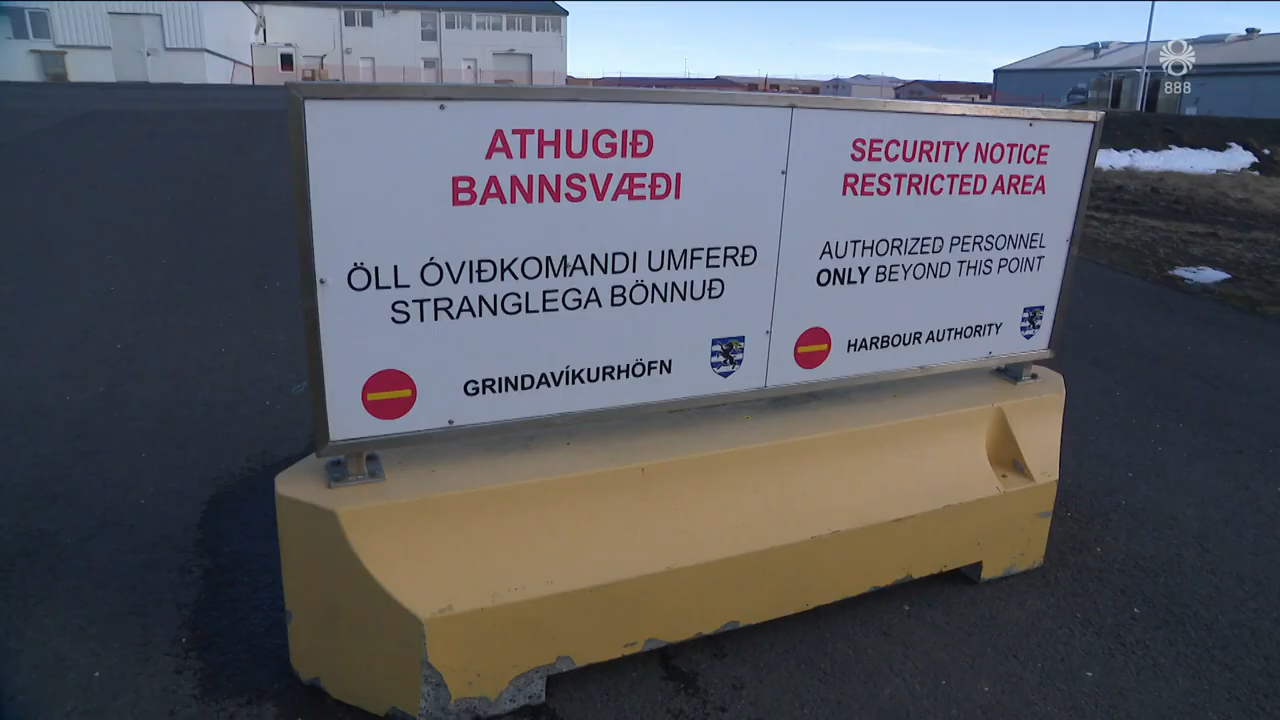 ATHUGIÐ
BANNSVÆÐI
ÖLL ÓVIÐKOMANDI UMFERÐ
STRANGLEGA BÖNNUÐ
GRINDAVÍKURHÖFN
SECURITY NOTICE
RESTRICTED AREA
AUTHORIZED PERSONNEL
ONLY BEYOND THIS POINT
HARBOUR AUTHORITY
888